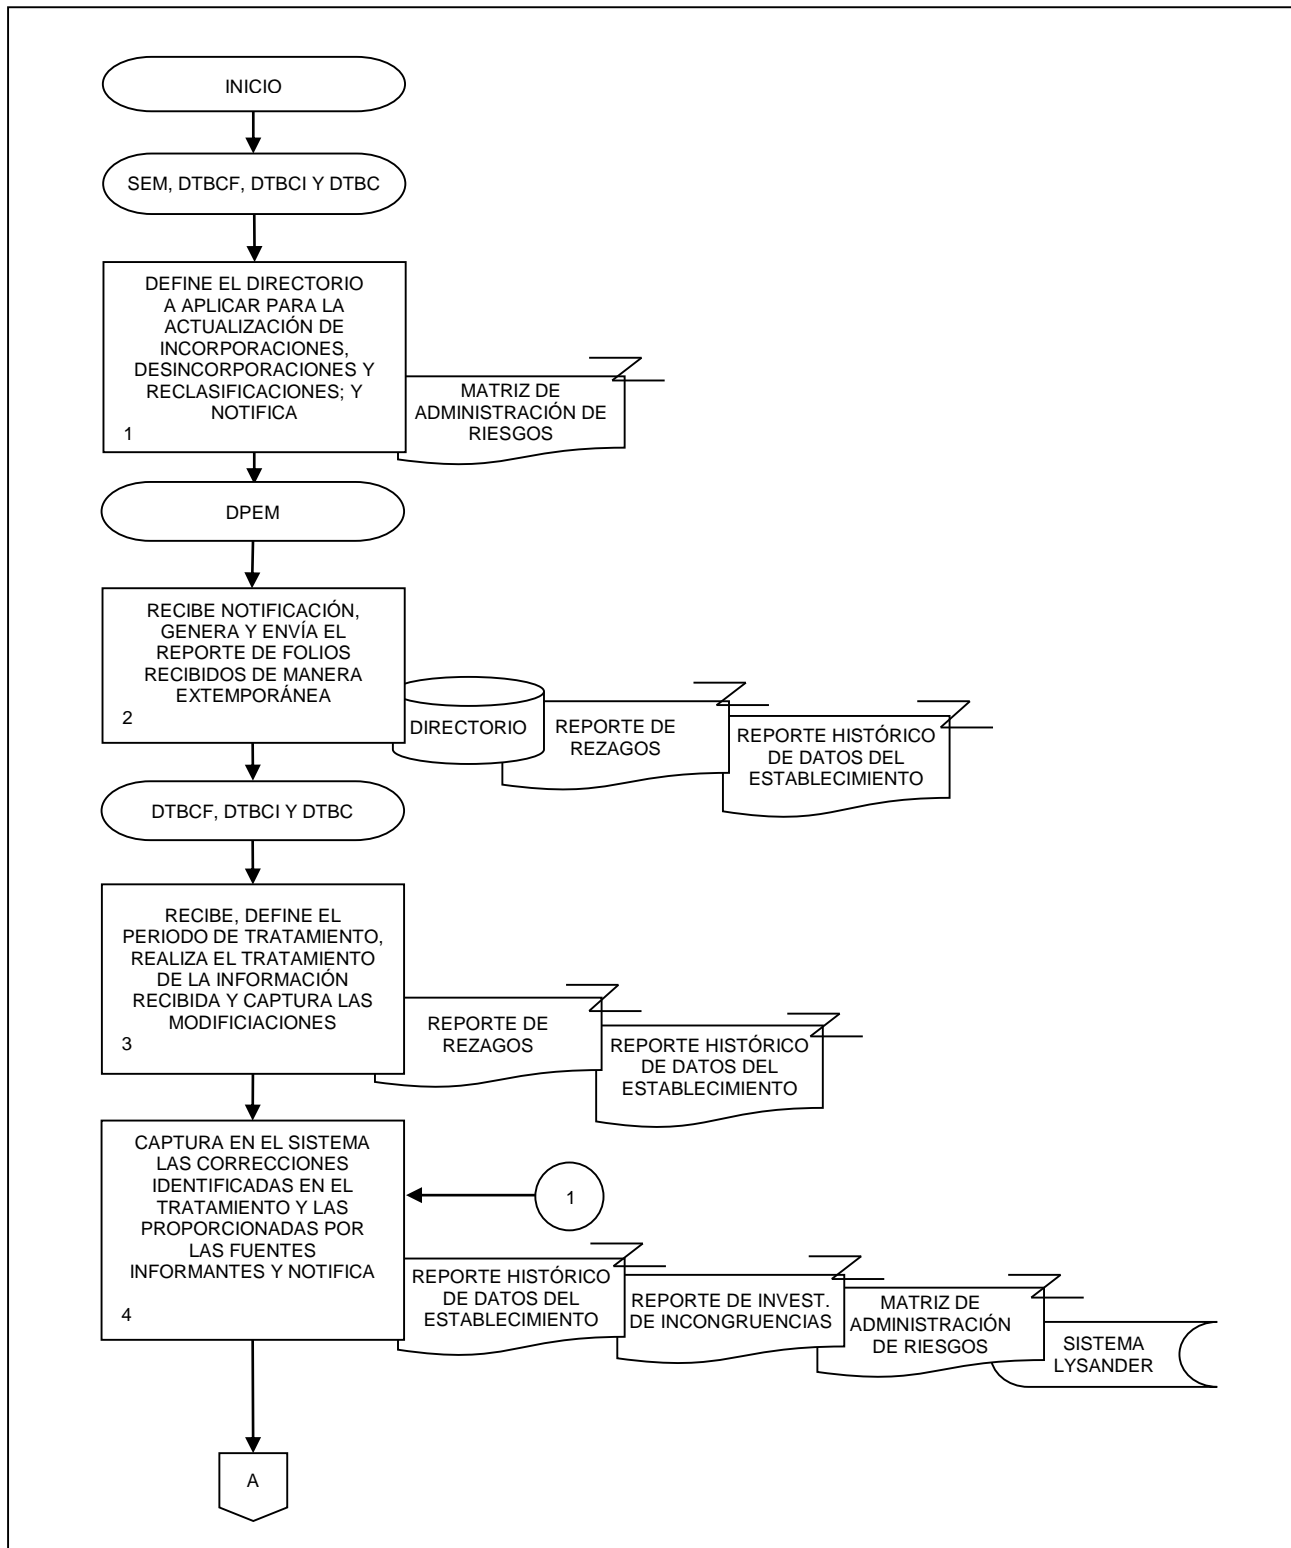 INICIO
SEM, DTBCF, DTBCI Y DTBC
DEFINE EL DIRECTORIO
A APLICAR PARA LA
ACTUALIZACIÓN DE
INCORPORACIONES,
DESINCORPORACIONES Y
RECLASIFICACIONES; Y
NOTIFICA
1
MATRIZ DE
ADMINISTRACIÓN DE
RIESGOS
DPEM
RECIBE NOTIFICACIÓN,
GENERA Y ENVÍA EL
REPORTE DE FOLIOS
RECIBIDOS DE MANERA
EXTEMPORÁNEA
2
DIRECTORIO
REPORTE DE
REZAGOS
REPORTE HISTÓRICO
DE DATOS DEL
ESTABLECIMIENTO
DTBCF, DTBCI Y DTBC
RECIBE, DEFINE EL
PERIODO DE TRATAMIENTO,
REALIZA EL TRATAMIENTO
DE LA INFORMACIÓN
RECIBIDA Y CAPTURA LAS
MODIFICIACIONES
3
REPORTE DE
REZAGOS
REPORTE HISTÓRICO
DE DATOS DEL
ESTABLECIMIENTO
CAPTURA EN EL SISTEMA
LAS CORRECCIONES
IDENTIFICADAS EN EL
TRATAMIENTO Y LAS
PROPORCIONADAS POR
LAS FUENTES
INFORMANTES Y NOTIFICA
4
1
REPORTE HISTÓRICO
DE DATOS DEL
ESTABLECIMIENTO
REPORTE DE INVEST.
DE INCONGRUENCIAS
MATRIZ DE
ADMINISTRACIÓN
DE RIESGOS
SISTEMA
LYSANDER
A